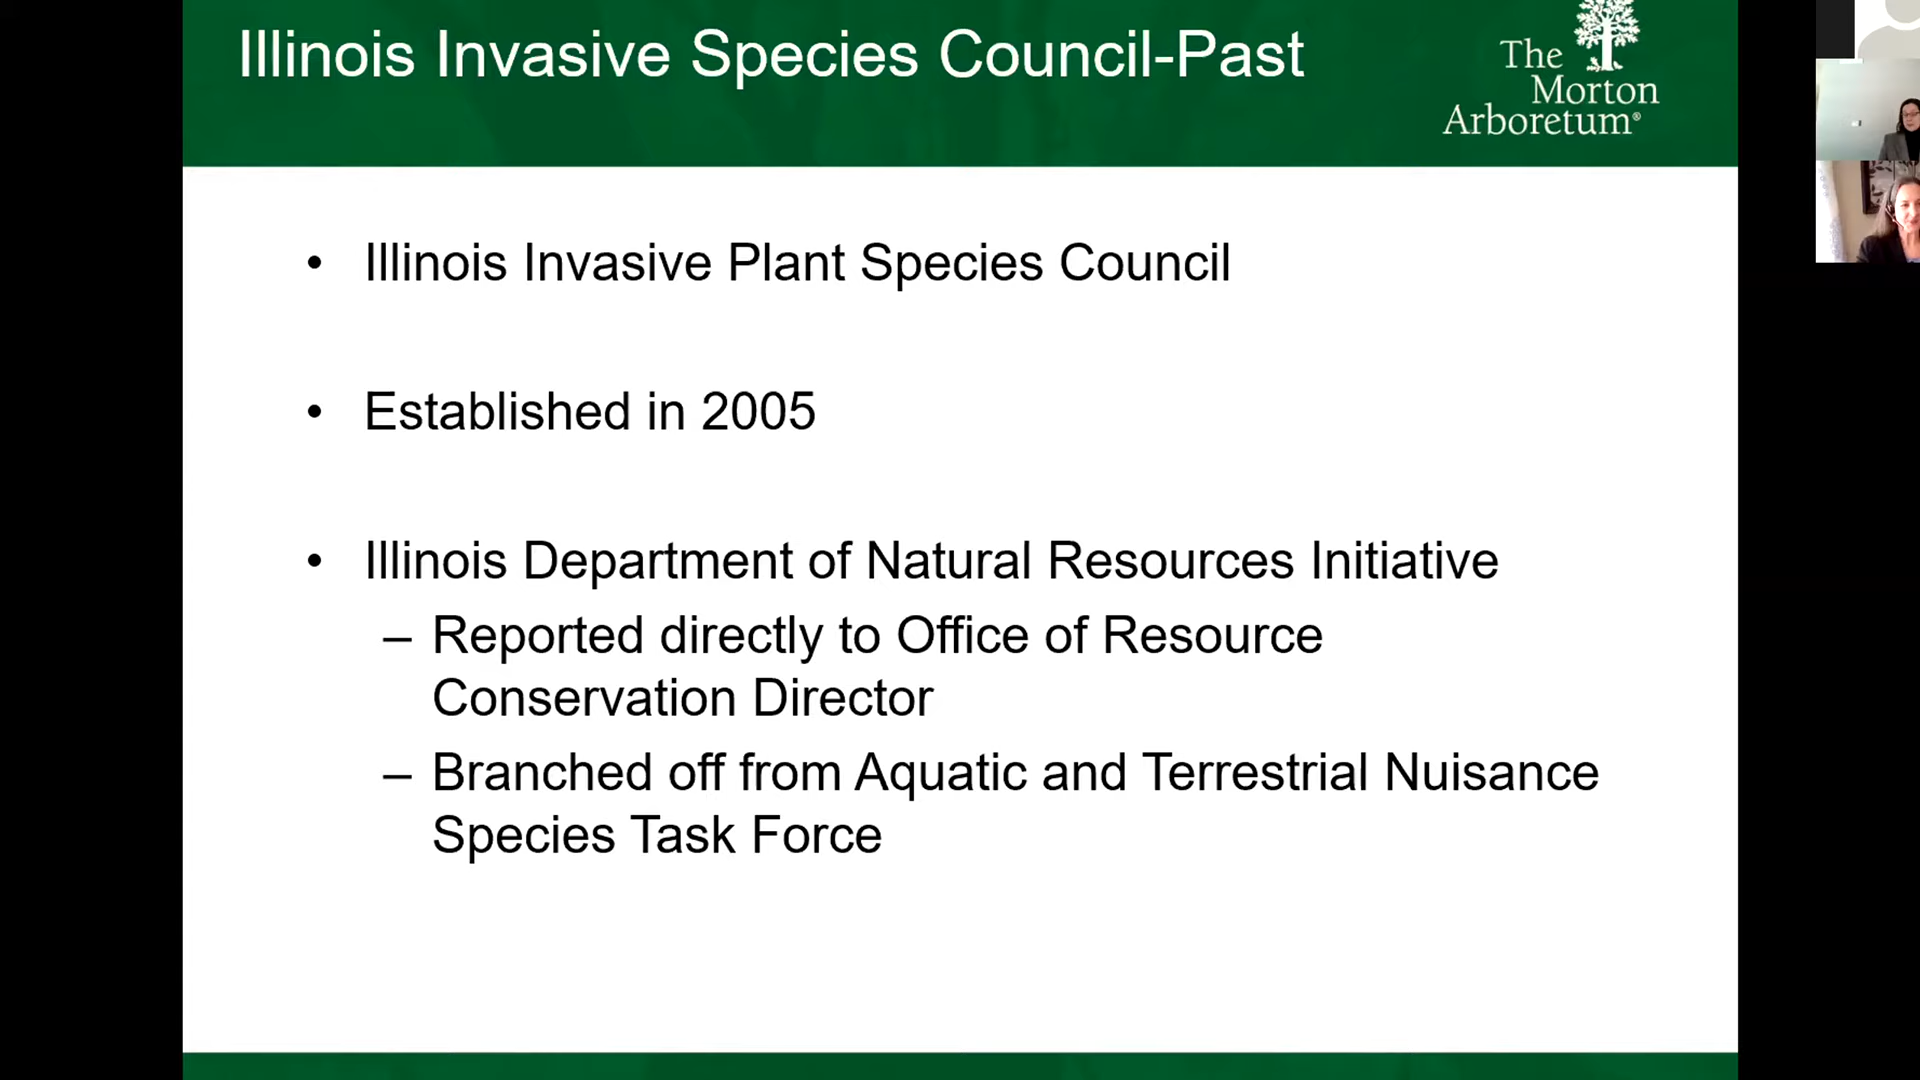 Illinois Invasive Species Council-Past
The
Morton
Arboretum®
• Illinois Invasive Plant Species Council
• Established in 2005
• Illinois Department of Natural Resources Initiative
– Reported directly to Office of Resource
Conservation Director
– Branched off from Aquatic and Terrestrial Nuisance
Species Task Force